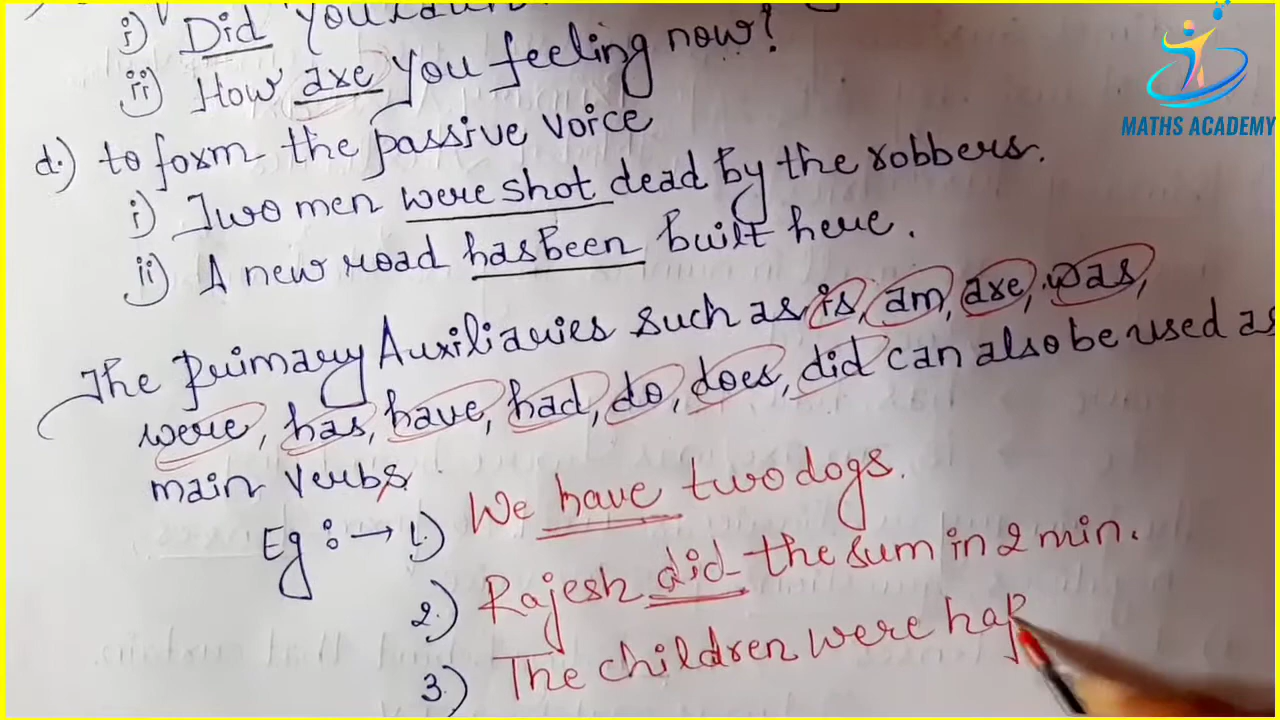 i) Did you
ii) How are you feeling now?
MATHS ACADEMY
d.) to form the passive voice
i) Two men were shot dead by the robbers.
ii) A new road has been built here.
The primary Auxiliaries such as is, am, are, was,
were, has, have, had, do, does, did can also be used as
main verbs.
Eg :→ 1.) We have two dogs.
2.) Rajesh did the sum in 2 min.
3.) The children were hap